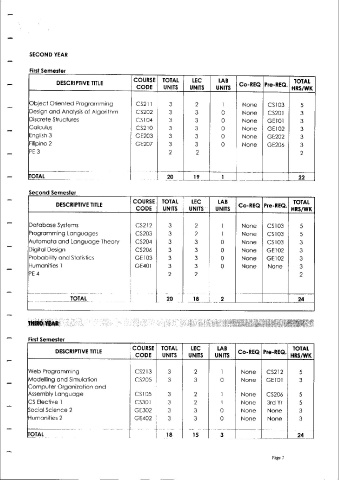 SECOND YEAR
First Semester
DESCRIPTIVE TITLE COURSE CODE TOTAL UNITS LEC UNITS LAB UNITS Co-REQ Pre-REQ TOTAL HRS/WK
Object Oriented Programming CS211 3 2 1 None CS103 5
Design and Analysis of Algorithm CS202 3 3 0 None CS201 3
Discrete Structures CS104 3 3 0 None GE101 3
Calculus CS210 3 3 0 None GE102 3
English 3 GE203 3 3 0 None GE202 3
Filipino 2 GE207 3 3 0 None GE206 3
PE 3 2 2 2
TOTAL 20 19 1 22
Second Semester
DESCRIPTIVE TITLE COURSE CODE TOTAL UNITS LEC UNITS LAB UNITS Co-REQ Pre-REQ TOTAL HRS/WK
Database Systems CS212 3 2 1 None CS103 5
Programming Languages CS203 3 2 1 None CS103 5
Automata and Language Theory CS204 3 3 0 None CS103 3
Digital Design CS206 3 3 0 None GE102 3
Probability and Statistics GE103 3 3 0 None GE102 3
Humanities 1 GE401 3 3 0 None None 3
PE 4 2 2 2
TOTAL 20 18 2 24
THIRD YEAR
First Semester
DESCRIPTIVE TITLE COURSE CODE TOTAL UNITS LEC UNITS LAB UNITS Co-REQ Pre-REQ TOTAL HRS/WK
Web Programming CS213 3 2 1 None CS212 5
Modelling and Simulation CS205 3 3 0 None GE101 3
Computer Organization and
Assembly Language CS105 3 2 1 None CS206 5
CS Elective 1 CS301 3 2 1 None 3rd Yr 5
Social Science 2 GE302 3 3 0 None None 3
Humanities 2 GE402 3 3 0 None None 3
TOTAL 18 15 3 24
Page 2